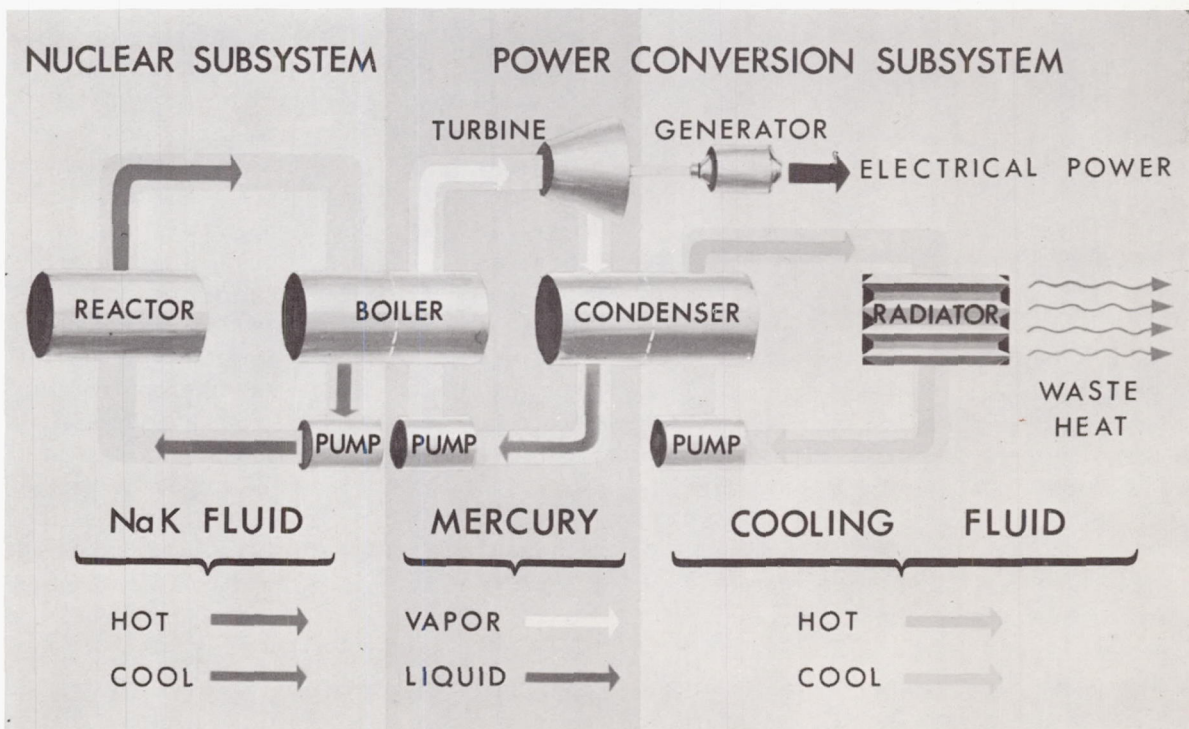 NUCLEAR SUBSYSTEM
POWER CONVERSION SUBSYSTEM
TURBINE
GENERATOR
ELECTRICAL POWER
REACTOR
BOILER
CONDENSER
RADIATOR
WASTE
HEAT
PUMP
PUMP
PUMP
NaK FLUID
MERCURY
COOLING FLUID
HOT
COOL
VAPOR
LIQUID
HOT
COOL